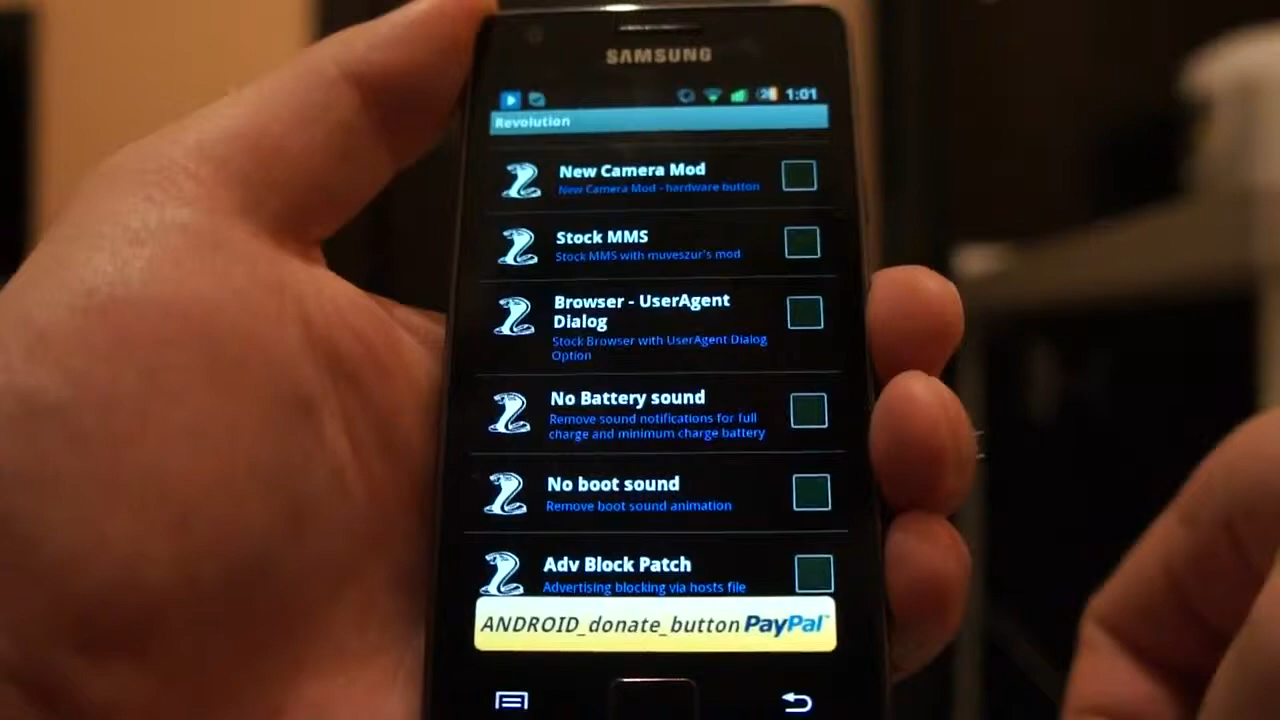 SAMSUNG
1:01
Revolution
New Camera Mod
New Camera Mod - hardware button
Stock MMS
Stock MMS with muveszur's mod
Browser - UserAgent
Dialog
Stock Browser with UserAgent Dialog
Option
No Battery sound
Remove sound notifications for full
charge and minimum charge battery
No boot sound
Remove boot sound animation
Adv Block Patch
Advertising blocking via hosts file
ANDROID_donate_button PayPal